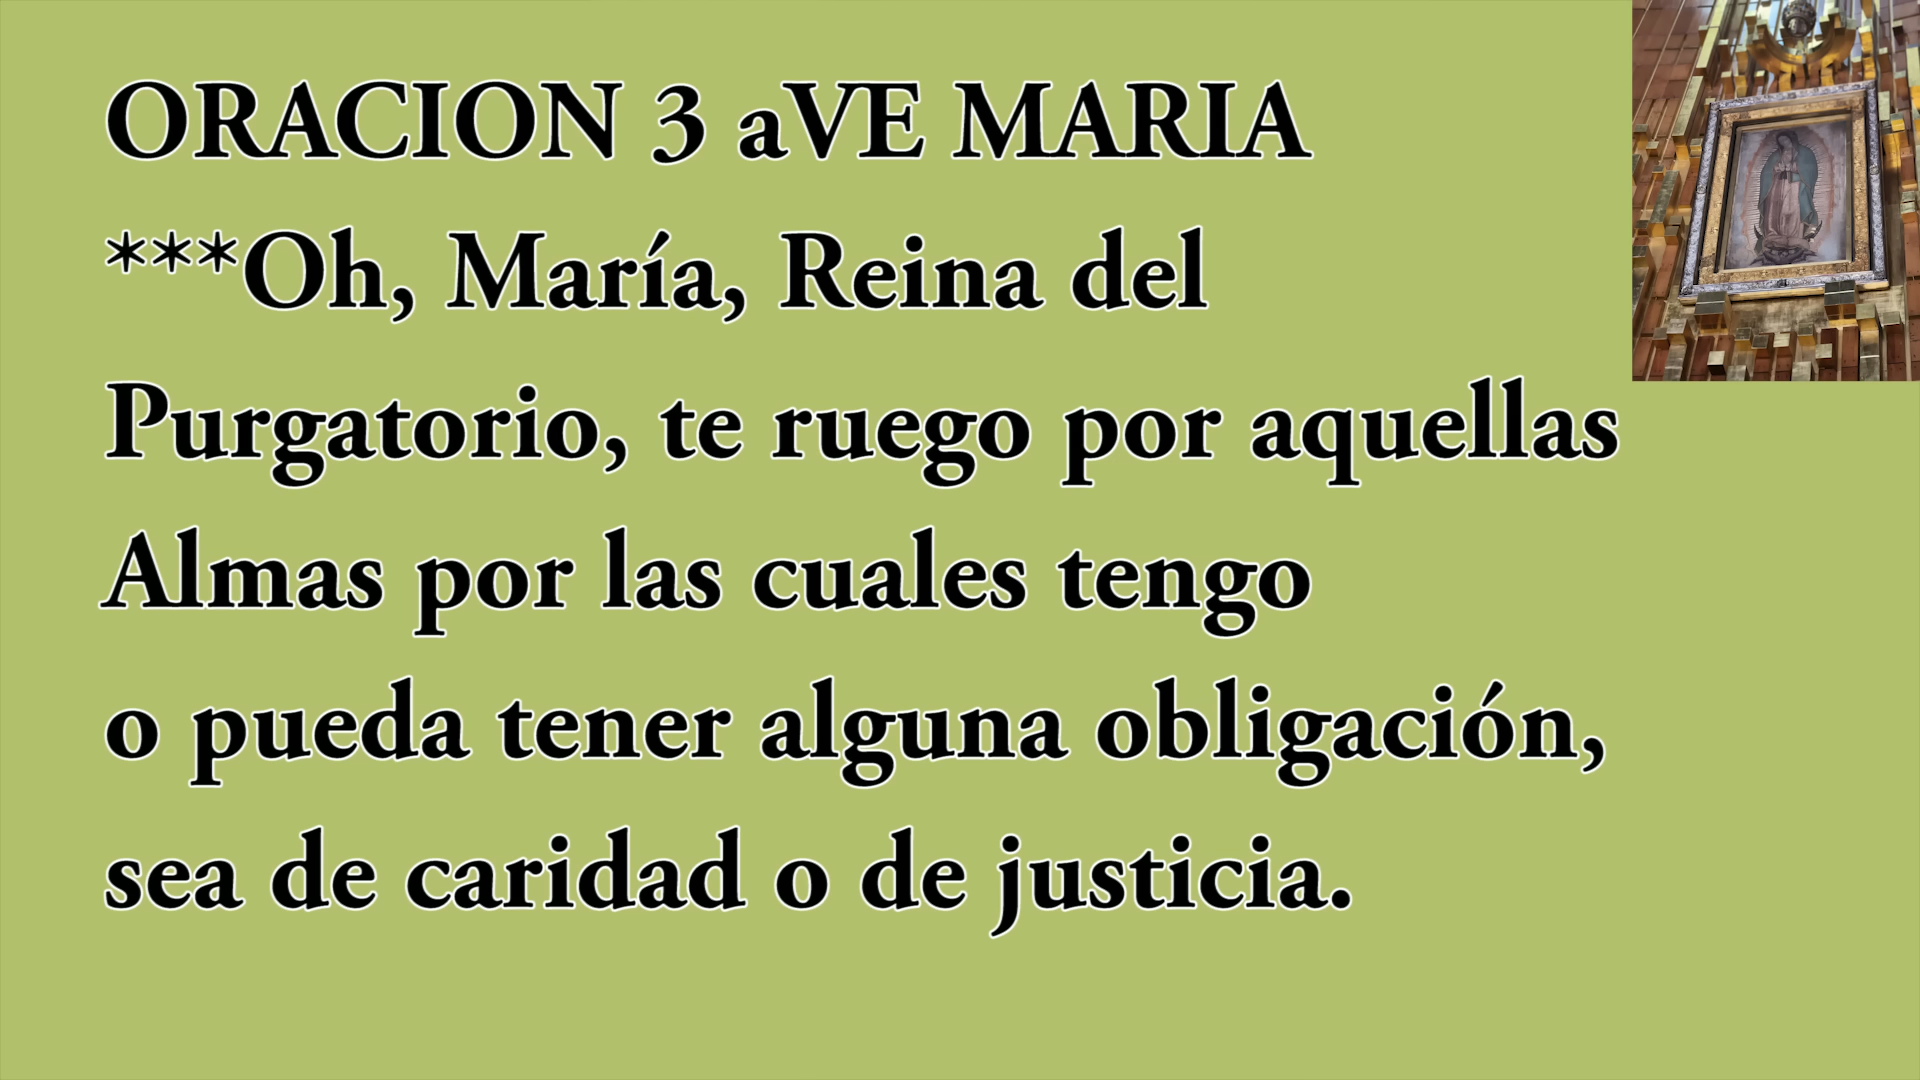 ORACION 3 aVE MARIA
***Oh, María, Reina del
Purgatorio, te ruego por aquellas
Almas por las cuales tengo
o pueda tener alguna obligación,
sea de caridad o de justicia.